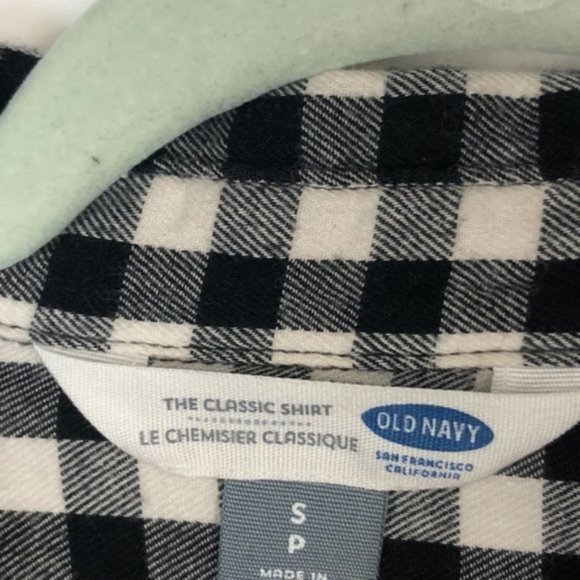 THE CLASSIC SHIRT
LE CHEMISIER CLASSIQUE
OLD NAVY
SAN FRANCISCO
CALIFORNIA
S
P
MADE IN